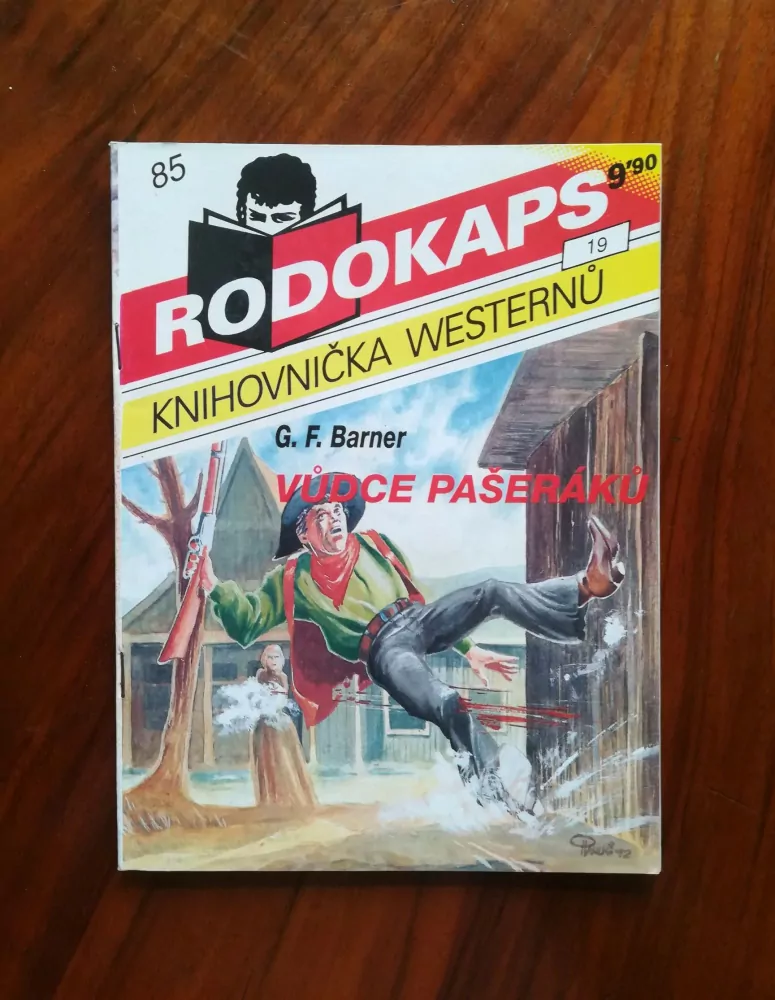 85
9'90
RODOKAPS
19
KNIHOVNIČKA WESTERNŮ
G. F. Barner
VŮDCE PAŠERÁKŮ